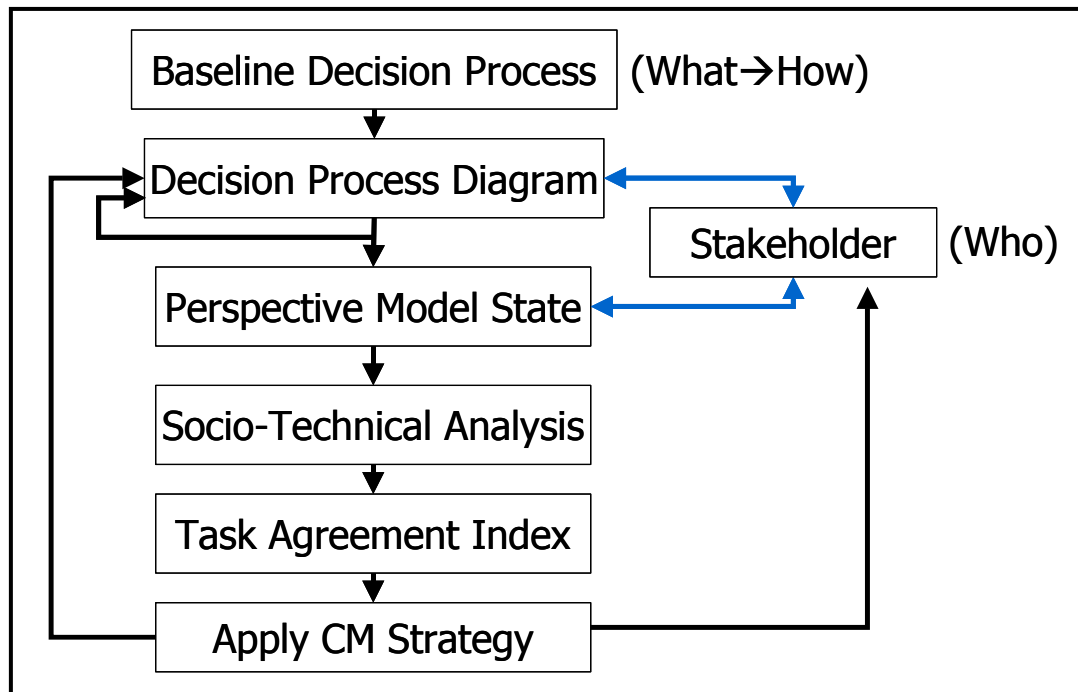 Baseline Decision Process (What→How)
Decision Process Diagram
Stakeholder (Who)
Perspective Model State
Socio-Technical Analysis
Task Agreement Index
Apply CM Strategy